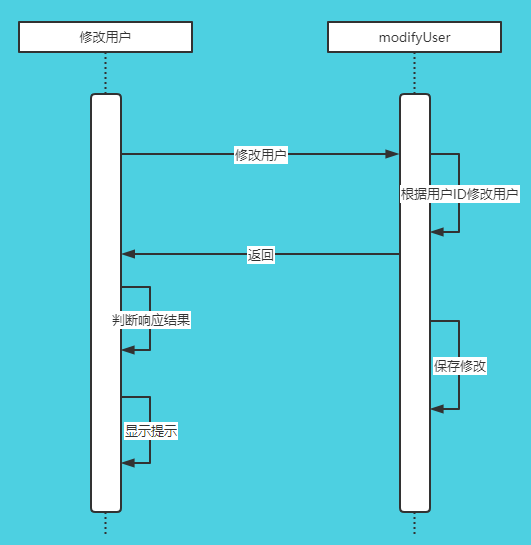 修改用户
modifyUser
修改用户
根据用户ID修改用户
返回
判断响应结果
保存修改
显示提示